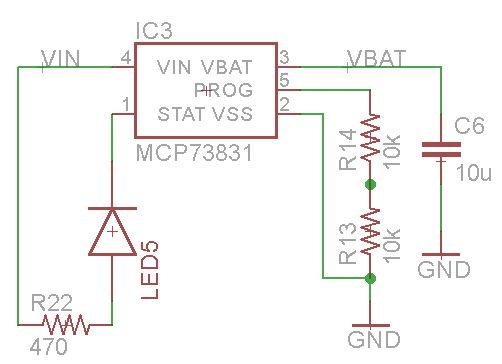 IC3
VIN
4
3
VBAT
VIN VBAT
5
PROG
1
2
STAT VSS
MCP73831
R14
10k
C6
10u
R13
10k
LED5
GND
R22
470
GND